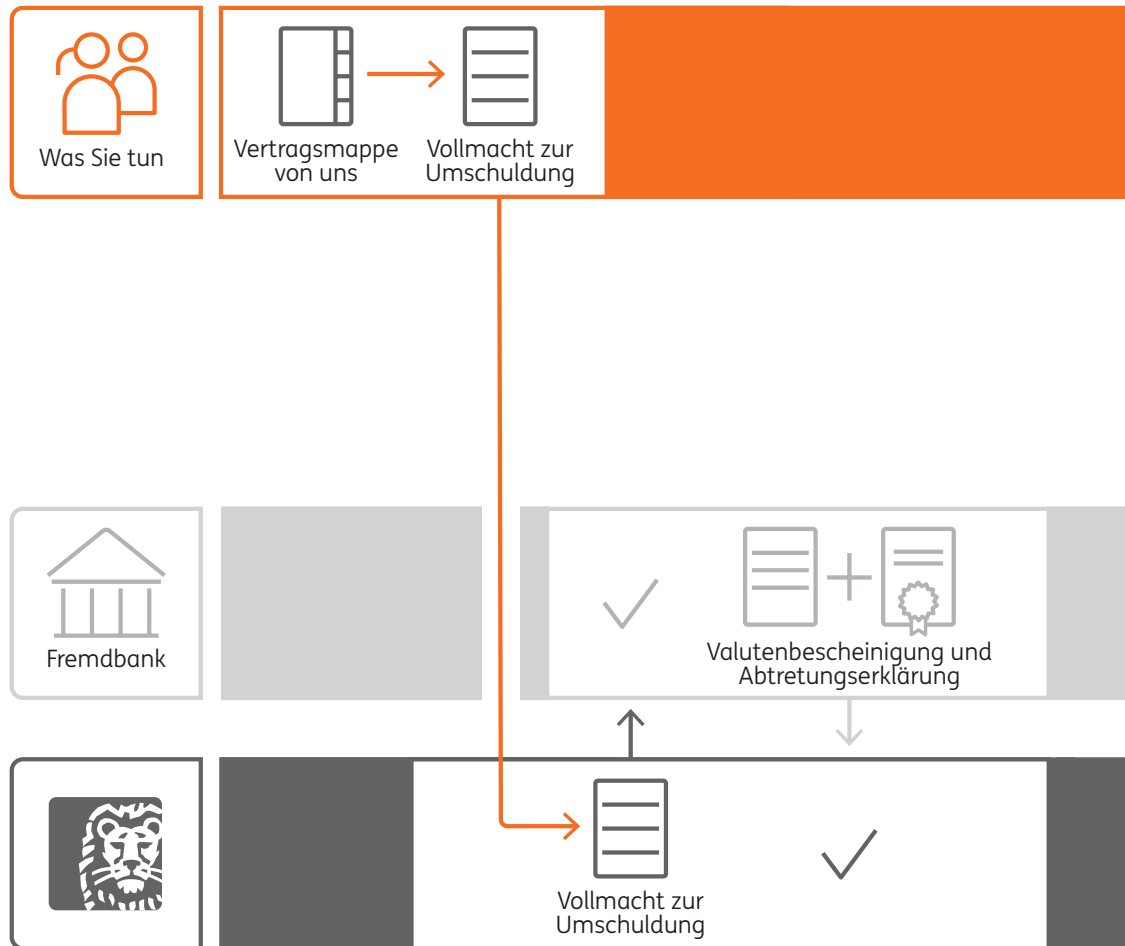 Was Sie tun
Vertragsmappe
von uns
Vollmacht zur
Umschuldung
Fremdbank
Valutenbescheinigung und
Abtretungserklärung
Vollmacht zur
Umschuldung